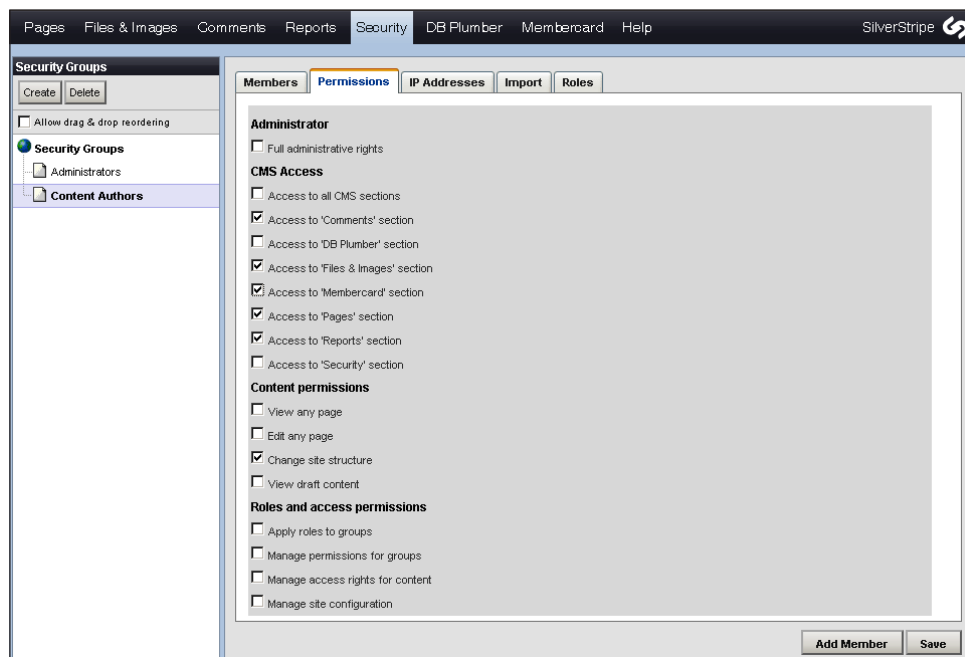 Pages Files & Images Comments Reports Security DB Plumber Membercard Help SilverStripe
Security Groups
Create Delete
Allow drag & drop reordering
Security Groups
Administrators
Content Authors
Members Permissions IP Addresses Import Roles
Administrator
Full administrative rights
CMS Access
Access to all CMS sections
Access to 'Comments' section
Access to 'DB Plumber' section
Access to 'Files & Images' section
Access to 'Membercard' section
Access to 'Pages' section
Access to 'Reports' section
Access to 'Security' section
Content permissions
View any page
Edit any page
Change site structure
View draft content
Roles and access permissions
Apply roles to groups
Manage permissions for groups
Manage access rights for content
Manage site configuration
Add Member Save